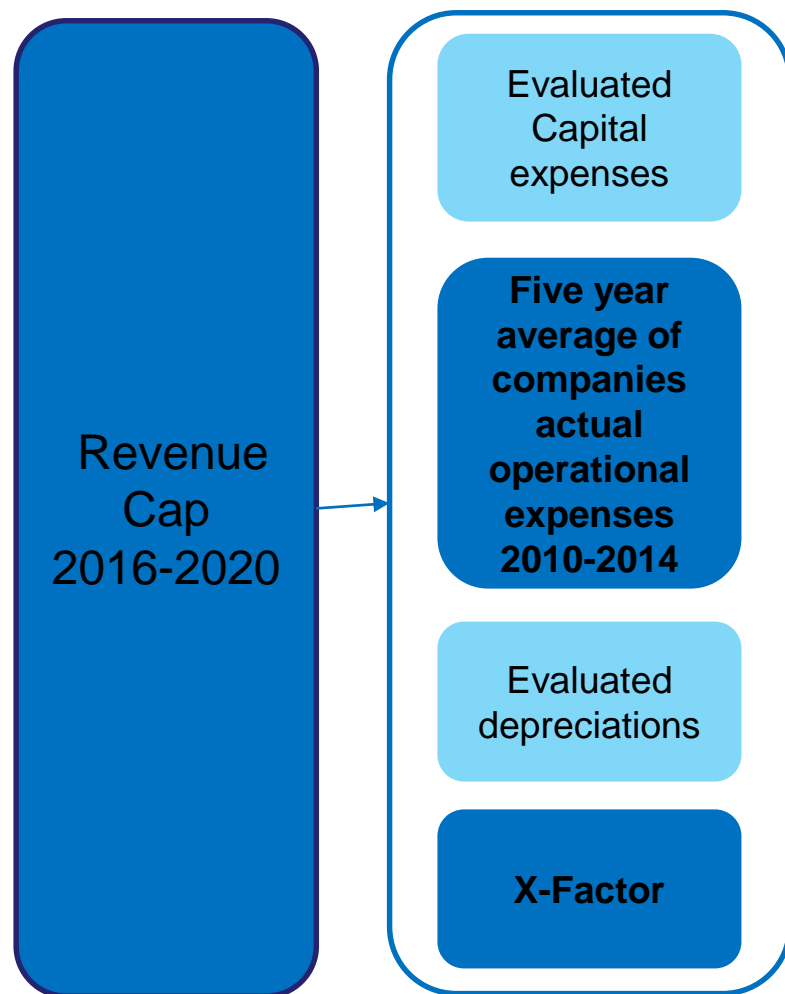 Revenue
Cap
2016-2020
Evaluated
Capital
expenses
Five year
average of
companies
actual
operational
expenses
2010-2014
Evaluated
depreciations
X-Factor